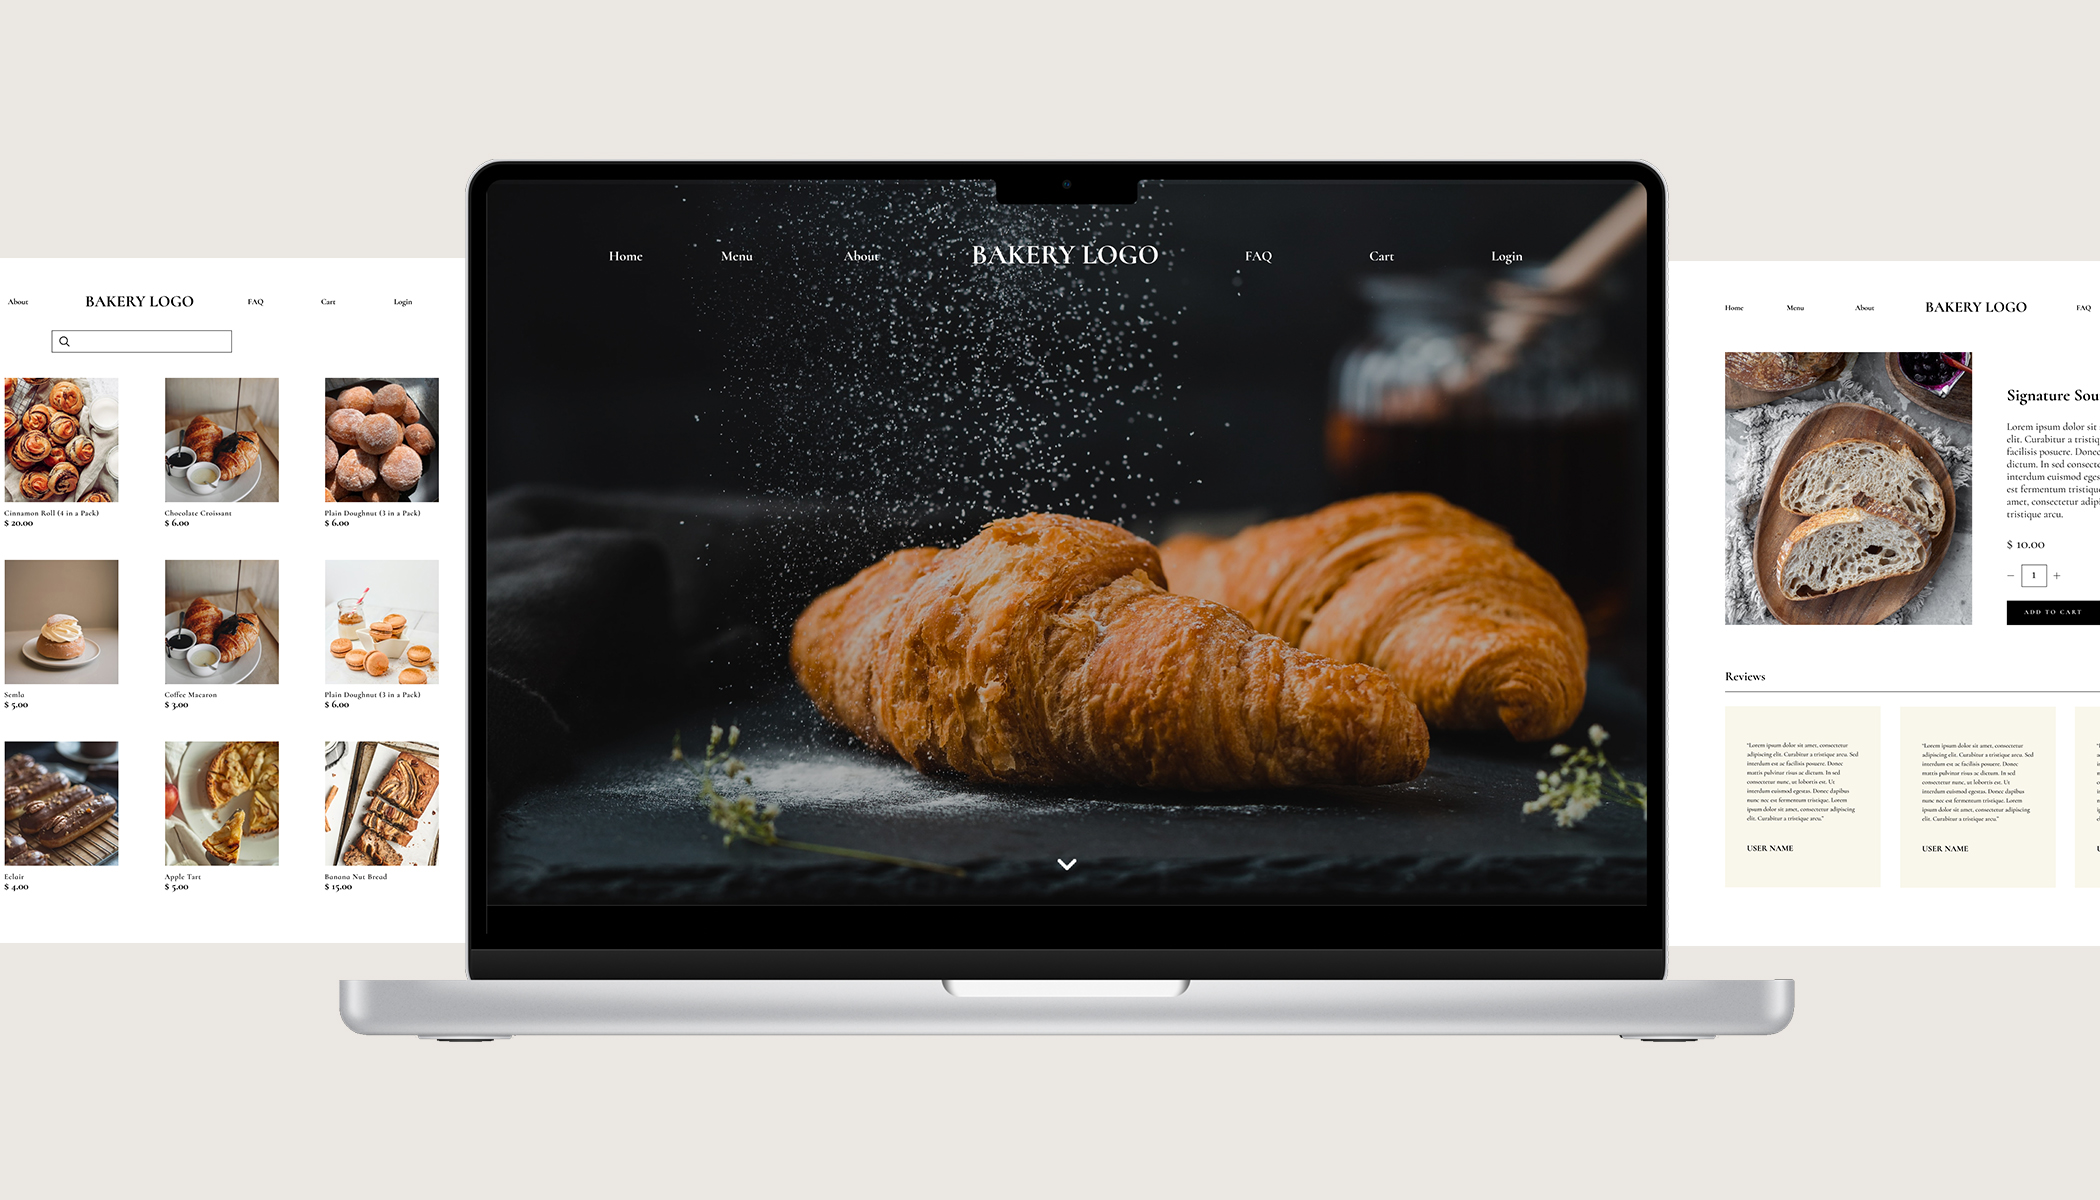 About BAKERY LOGO FAQ Cart Login
Cinnamon Roll (4 in a Pack)
$ 20.00
Chocolate Croissant
$ 6.00
Plain Doughnut (3 in a Pack)
$ 6.00
Semla
$ 5.00
Coffee Macaron
$ 3.00
Plain Doughnut (3 in a Pack)
$ 6.00
Eclair
$ 4.00
Apple Tart
$ 5.00
Banana Nut Bread
$ 15.00
Home Menu About BAKERY LOGO FAQ Cart Login
Home Menu About BAKERY LOGO FAQ
Signature Sou
Lorem ipsum dolor sit
elit. Curabitur a tristiq
facilisis posuere. Donec
dictum. In sed consecte
interdum euismod eges
est fermentum tristique
amet, consectetur adipi
tristique arcu.
$ 10.00
− 1 +
ADD TO CART
Reviews
"Lorem ipsum dolor sit amet, consectetur
adipiscing elit. Curabitur a tristique arcu. Sed
interdum est ac facilisis posuere. Donec
mattis pulvinar risus ac dictum. In sed
consectetur nunc, ut lobortis est. Ut
interdum euismod egestas. Donec dapibus
nunc nec est fermentum tristique. Lorem
ipsum dolor sit amet, consectetur adipiscing
elit. Curabitur a tristique arcu."
USER NAME
"Lorem ipsum dolor sit amet, consectetur
adipiscing elit. Curabitur a tristique arcu. Sed
interdum est ac facilisis posuere. Donec
mattis pulvinar risus ac dictum. In sed
consectetur nunc, ut lobortis est. Ut
interdum euismod egestas. Donec dapibus
nunc nec est fermentum tristique. Lorem
ipsum dolor sit amet, consectetur adipiscing
elit. Curabitur a tristique arcu."
USER NAME